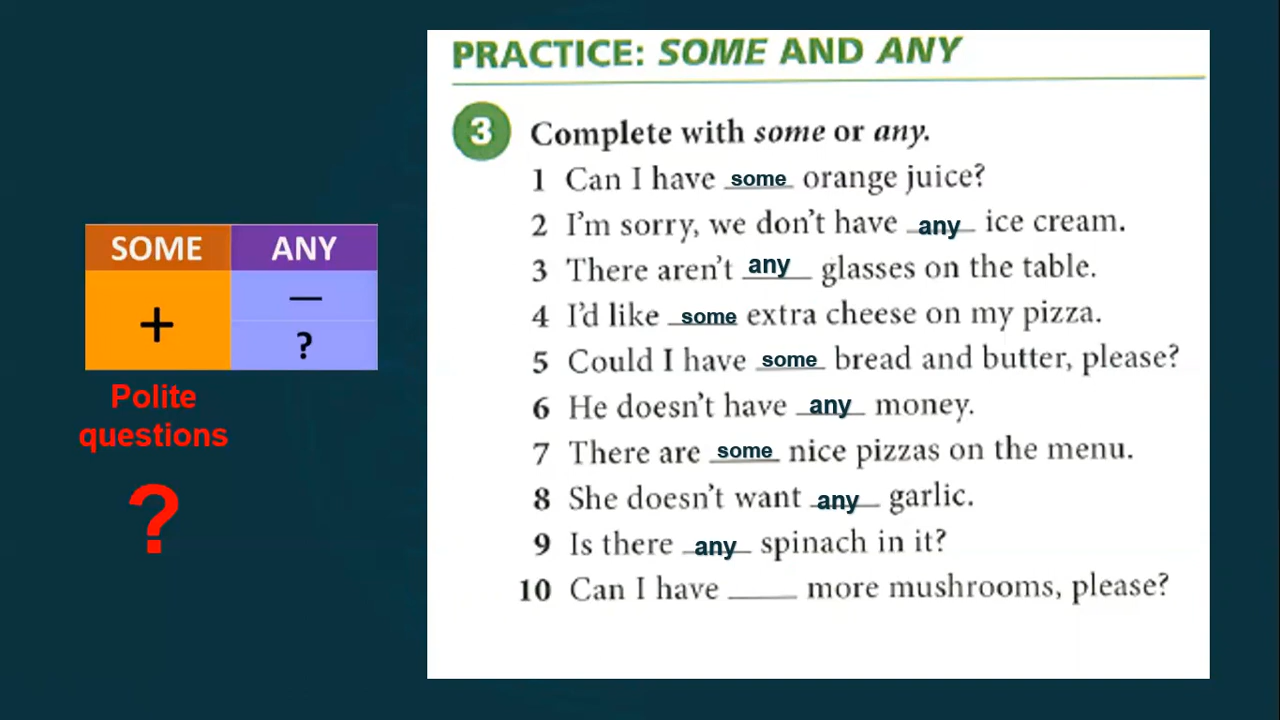 PRACTICE: SOME AND ANY
3 Complete with some or any.
1 Can I have some orange juice?
2 I'm sorry, we don't have any ice cream.
3 There aren't any glasses on the table.
4 I'd like some extra cheese on my pizza.
5 Could I have some bread and butter, please?
6 He doesn't have any money.
7 There are some nice pizzas on the menu.
8 She doesn't want any garlic.
9 Is there any spinach in it?
10 Can I have ____ more mushrooms, please?
SOME ANY
+ —
?
Polite
questions
?